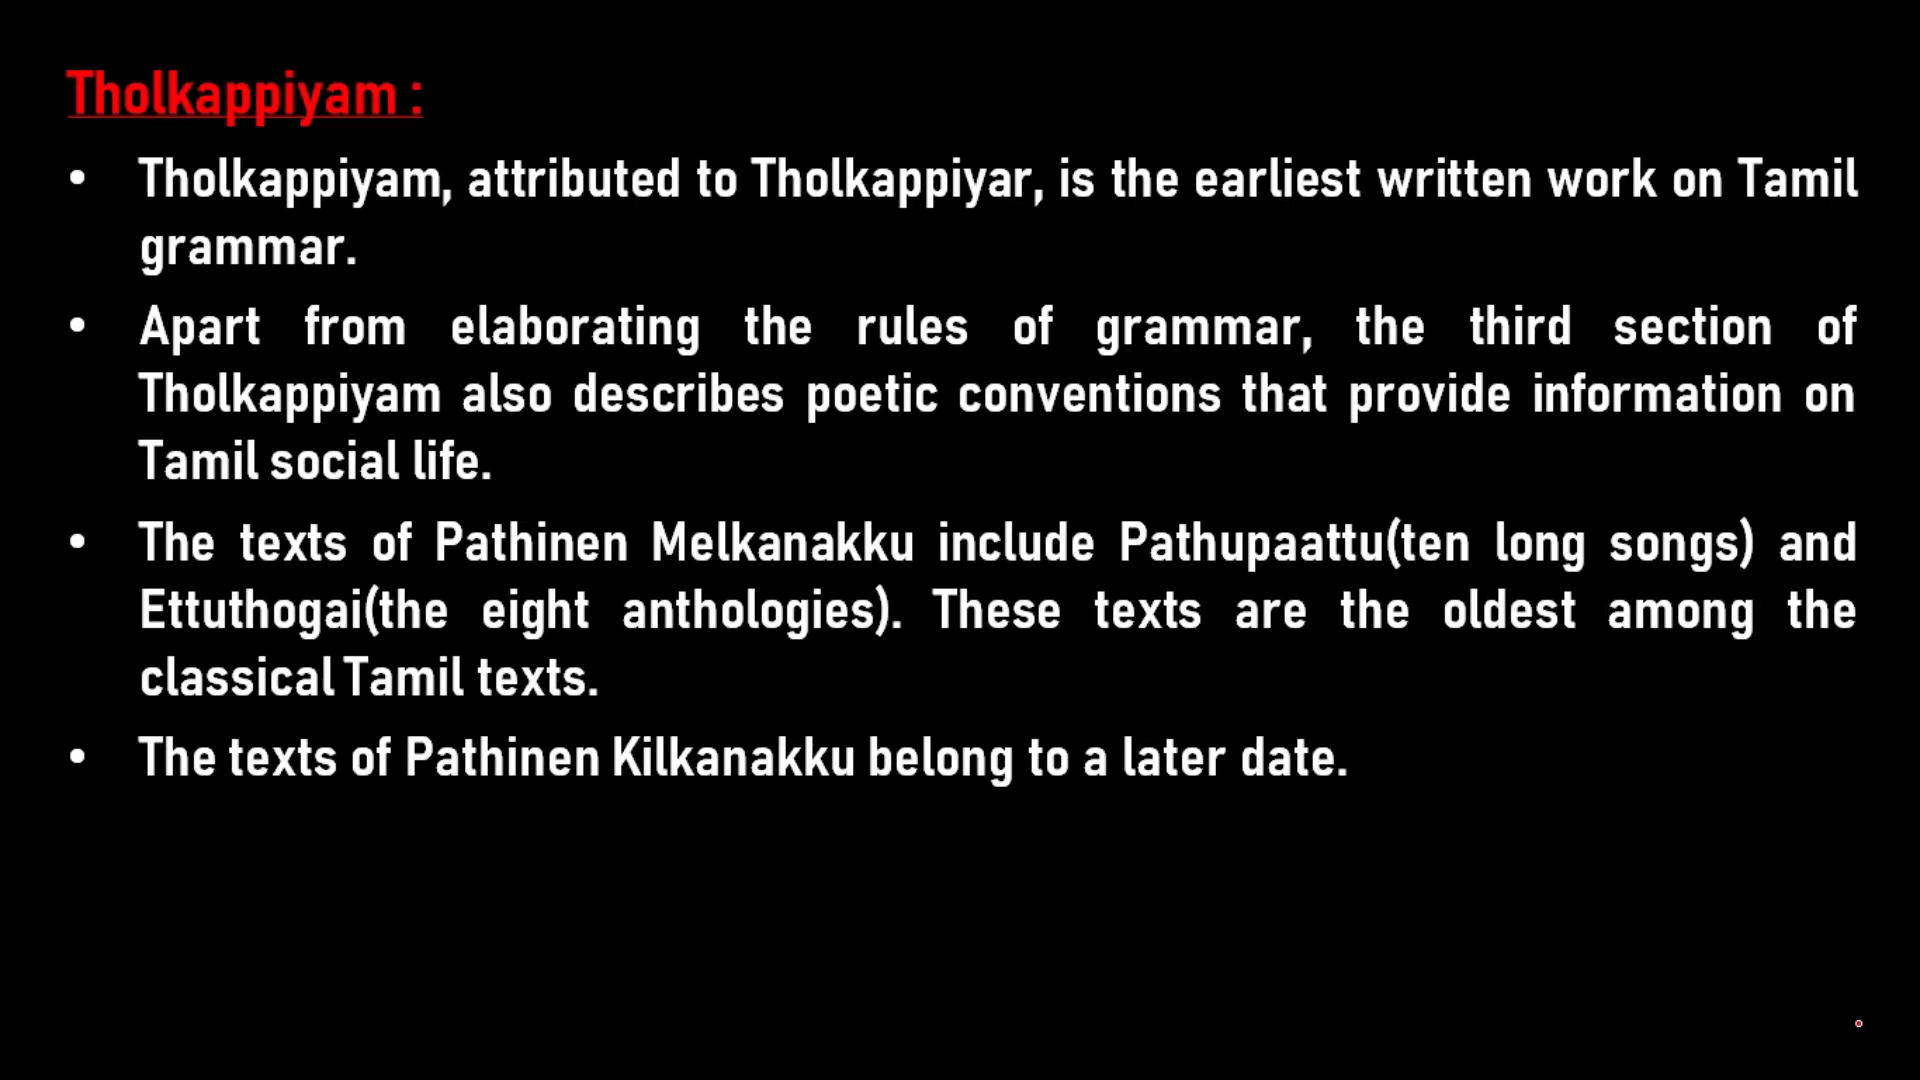 Tholkappiyam :
• Tholkappiyam, attributed to Tholkappiyar, is the earliest written work on Tamil
grammar.
• Apart from elaborating the rules of grammar, the third section of
Tholkappiyam also describes poetic conventions that provide information on
Tamil social life.
• The texts of Pathinen Melkanakku include Pathupaattu(ten long songs) and
Ettuthogai(the eight anthologies). These texts are the oldest among the
classical Tamil texts.
• The texts of Pathinen Kilkanakku belong to a later date.